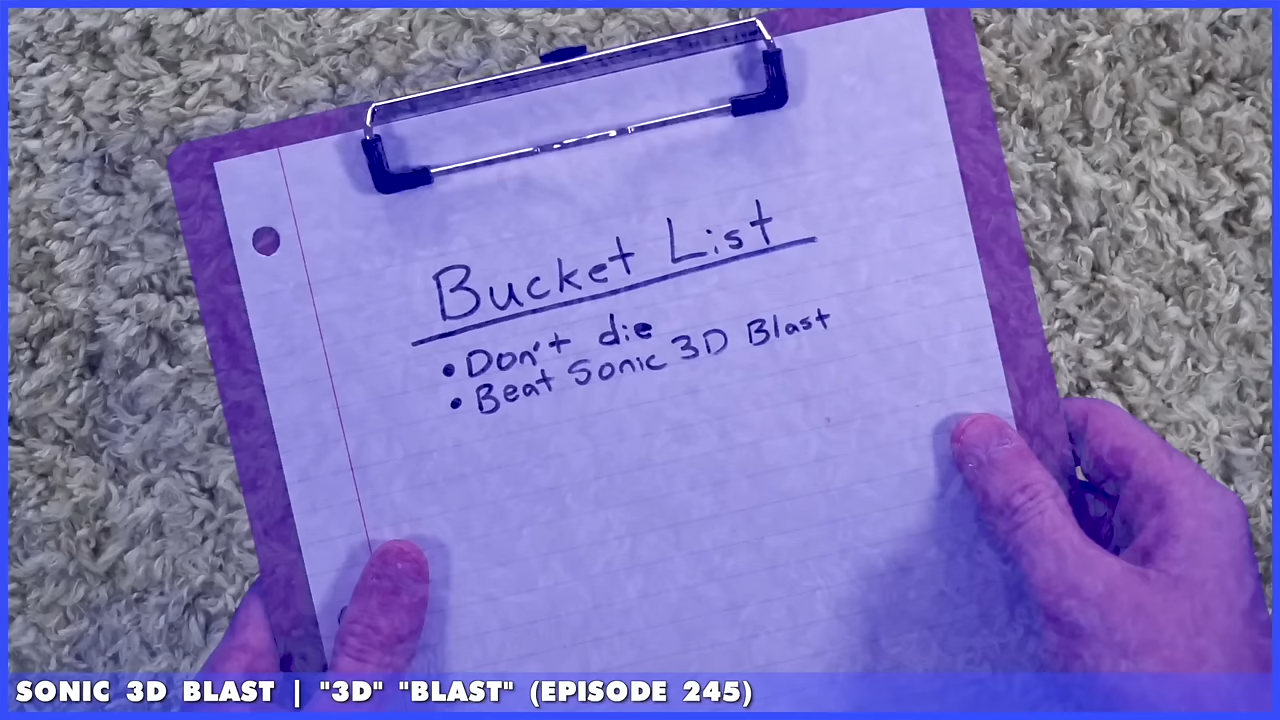 Bucket List
• Don't die
• Beat Sonic 3D Blast
SONIC 3D BLAST | "3D" "BLAST" (EPISODE 245)